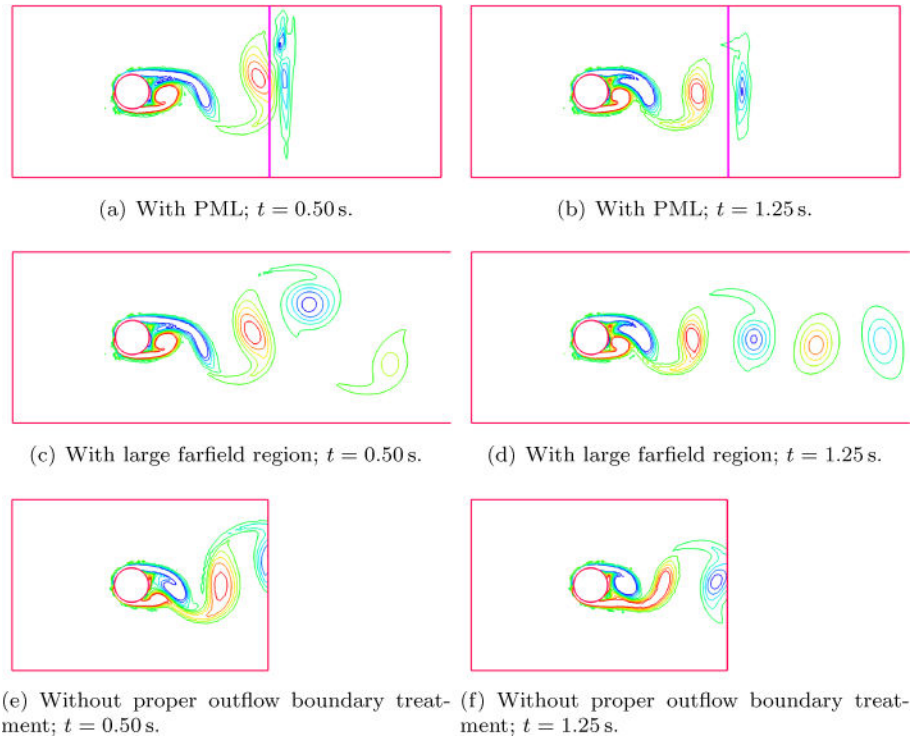 (a) With PML; t = 0.50 s.
(b) With PML; t = 1.25 s.
(c) With large farfield region; t = 0.50 s.
(d) With large farfield region; t = 1.25 s.
(e) Without proper outflow boundary treat-
ment; t = 0.50 s.
(f) Without proper outflow boundary treat-
ment; t = 1.25 s.